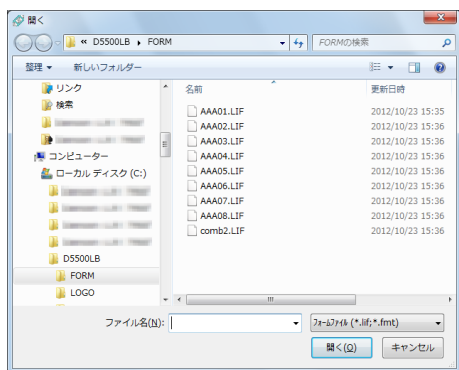 開く
« D5500LB ▸ FORM
FORMの検索
整理 ▼ 新しいフォルダー
リンク
検索
コンピューター
ローカル ディスク (C:)
D5500LB
FORM
LOGO
名前 更新日時
AAA01.LIF 2012/10/23 15:35
AAA02.LIF 2012/10/23 15:36
AAA03.LIF 2012/10/23 15:36
AAA04.LIF 2012/10/23 15:36
AAA05.LIF 2012/10/23 15:36
AAA06.LIF 2012/10/23 15:36
AAA07.LIF 2012/10/23 15:36
AAA08.LIF 2012/10/23 15:36
comb2.LIF 2012/10/23 15:36
ファイル名(N):
フォームファイル (*.lif;*.fmt)
開く(O) キャンセル